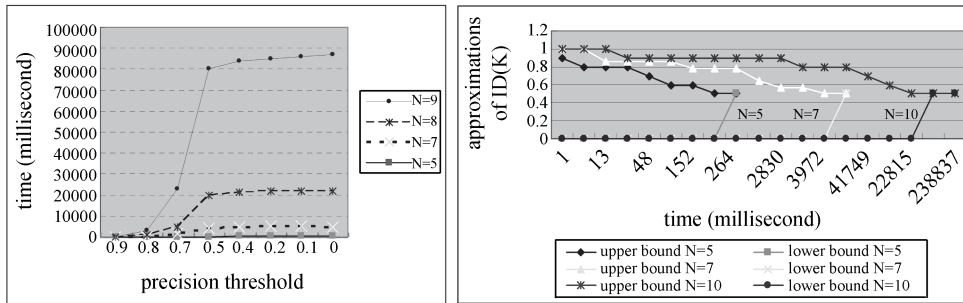 time (millisecond)
100000
90000
80000
70000
60000
50000
40000
30000
20000
10000
0
0.9 0.8 0.7 0.5 0.4 0.2 0.1 0
precision threshold
N=9
N=8
N=7
N=5
approximations
of ID(K)
1.2
1
0.8
0.6
0.4
0.2
0
N=5 N=7 N=10
1 13 48 152 264 2830 3972 41749 22815 238837
time (millisecond)
upper bound N=5 lower bound N=5
upper bound N=7 lower bound N=7
upper bound N=10 lower bound N=10